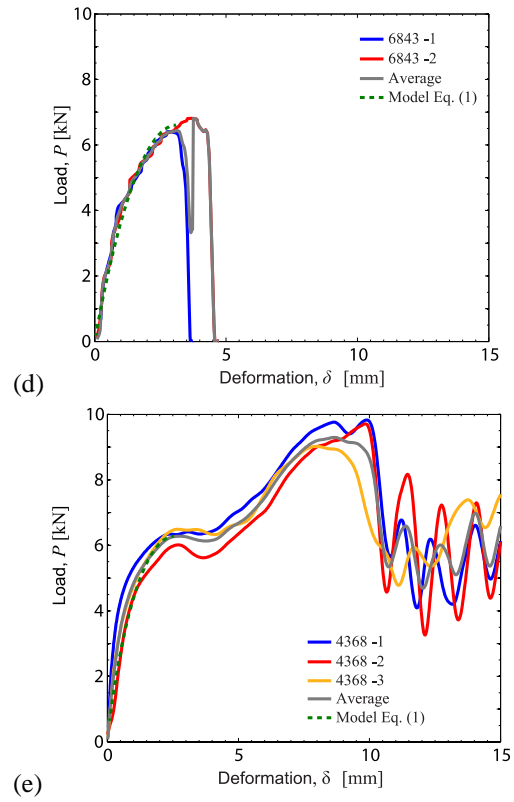 10
8
6
4
2
0
Load, P [kN]
6843 -1
6843 -2
Average
Model Eq. (1)
0 5 10 15
Deformation, δ [mm]
(d)
10
8
6
4
2
0
Load, P [kN]
4368 -1
4368 -2
4368 -3
Average
Model Eq. (1)
0 5 10 15
Deformation, δ [mm]
(e)